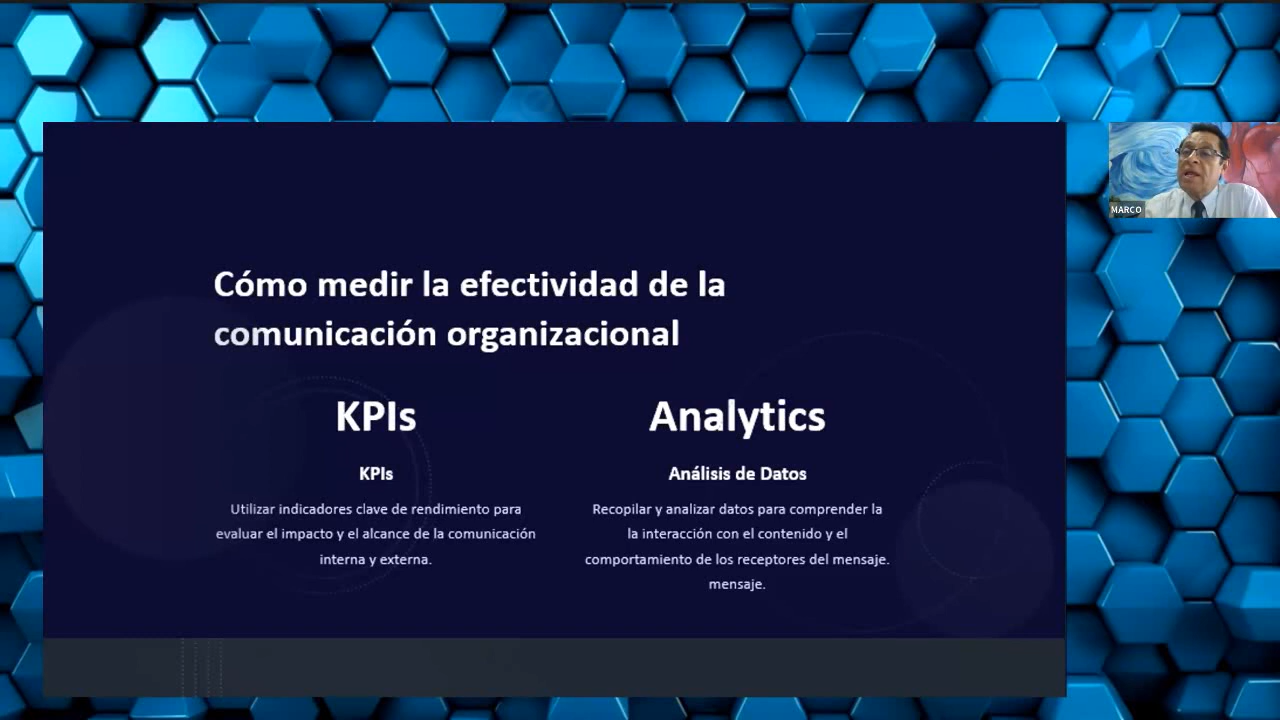 Cómo medir la efectividad de la
comunicación organizacional
KPIs
KPIs
Utilizar indicadores clave de rendimiento para
evaluar el impacto y el alcance de la comunicación
interna y externa.
Analytics
Análisis de Datos
Recopilar y analizar datos para comprender la
la interacción con el contenido y el
comportamiento de los receptores del mensaje.
mensaje.
MARCO